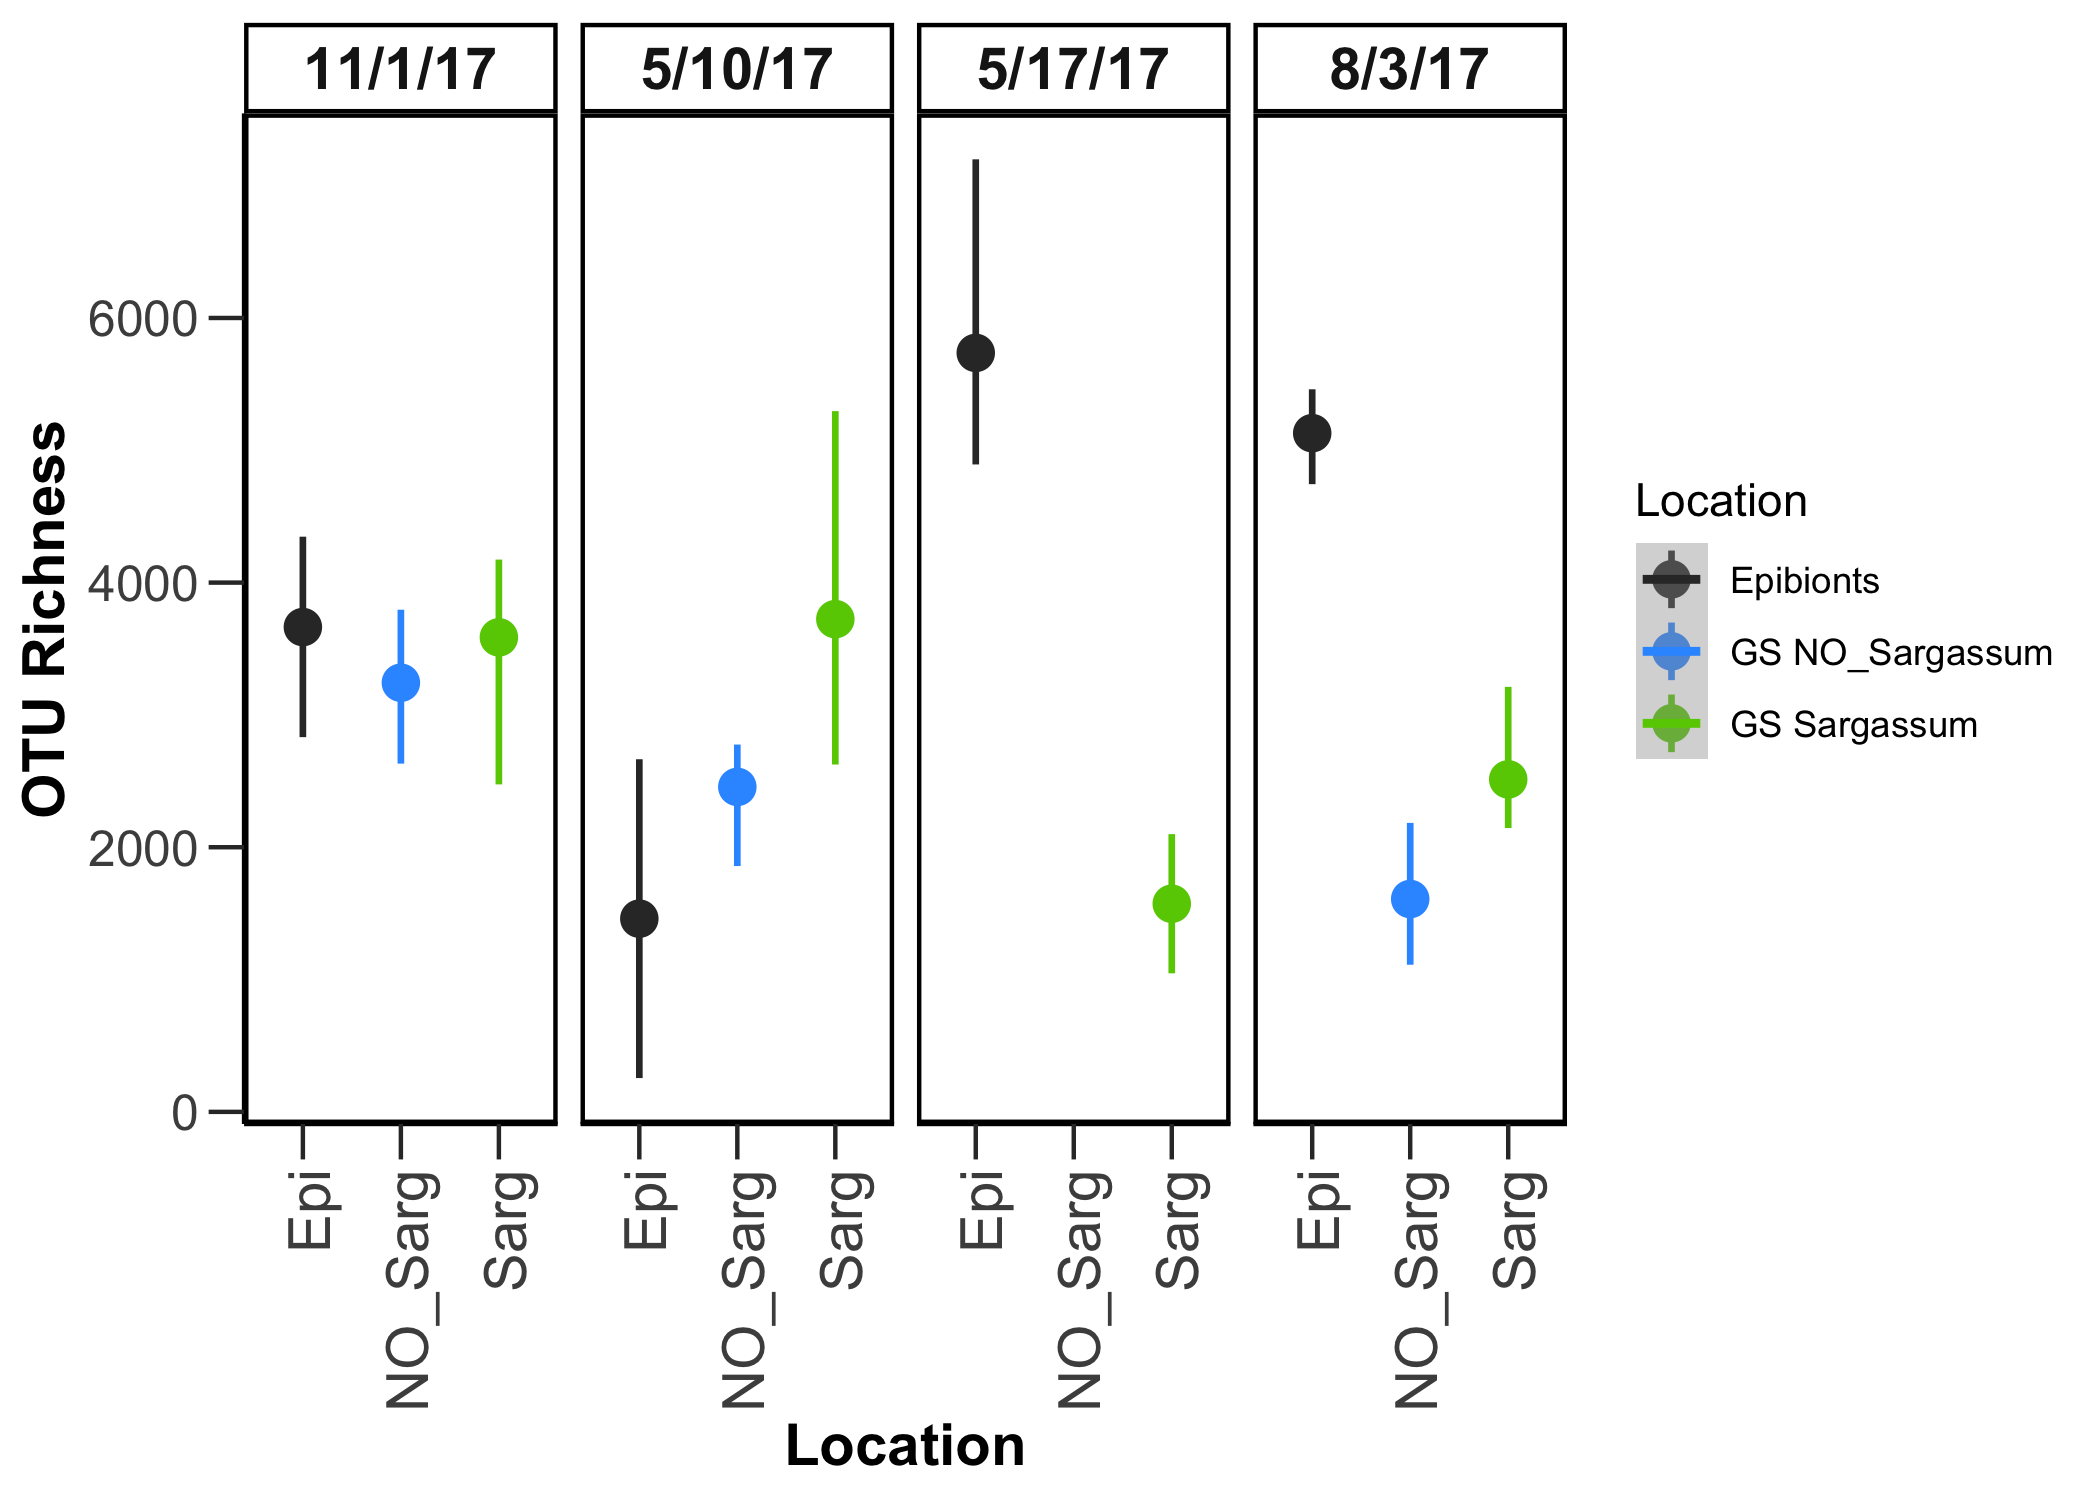 11/1/17
5/10/17
5/17/17
8/3/17
OTU Richness
6000
4000
2000
0
Epi
NO_Sarg
Sarg
Epi
NO_Sarg
Sarg
Epi
NO_Sarg
Sarg
Epi
NO_Sarg
Sarg
Location
Location
Epibionts
GS NO_Sargassum
GS Sargassum